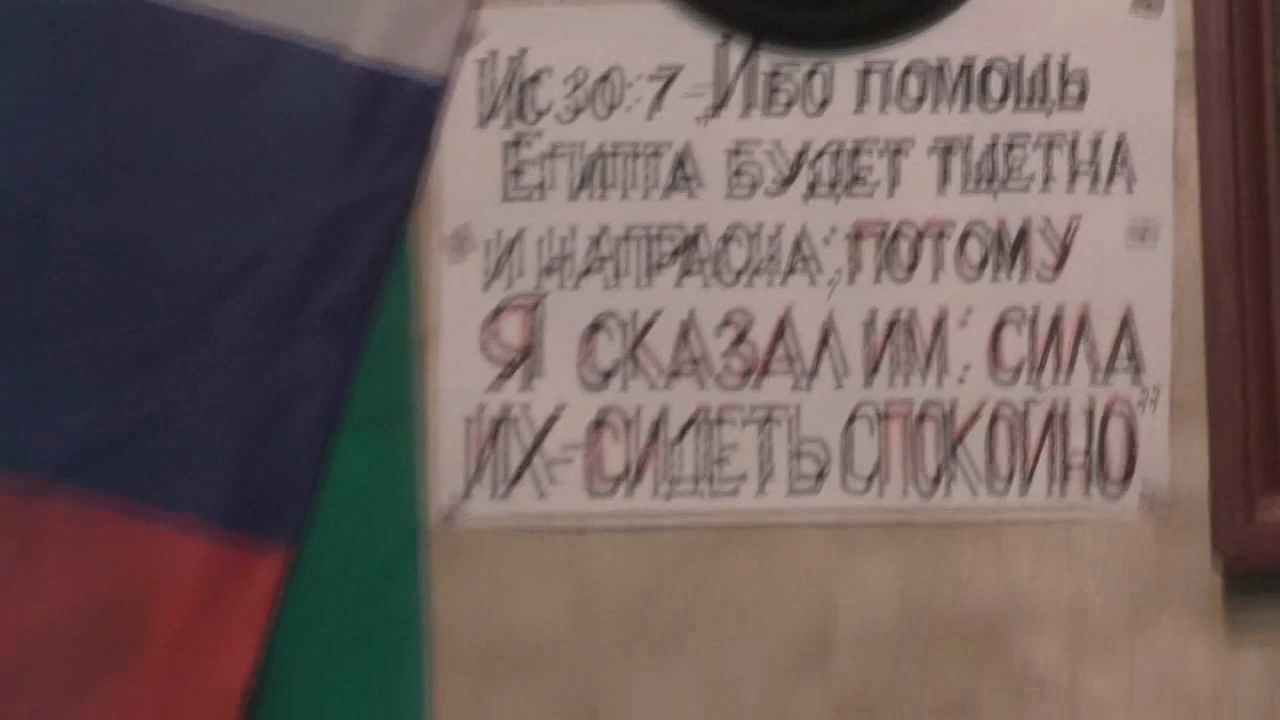 Ис 30:7 - Ибо помощь
Египта будет тщетна
и напрасна; потому
Я сказал им: сила
их - сидеть спокойно"